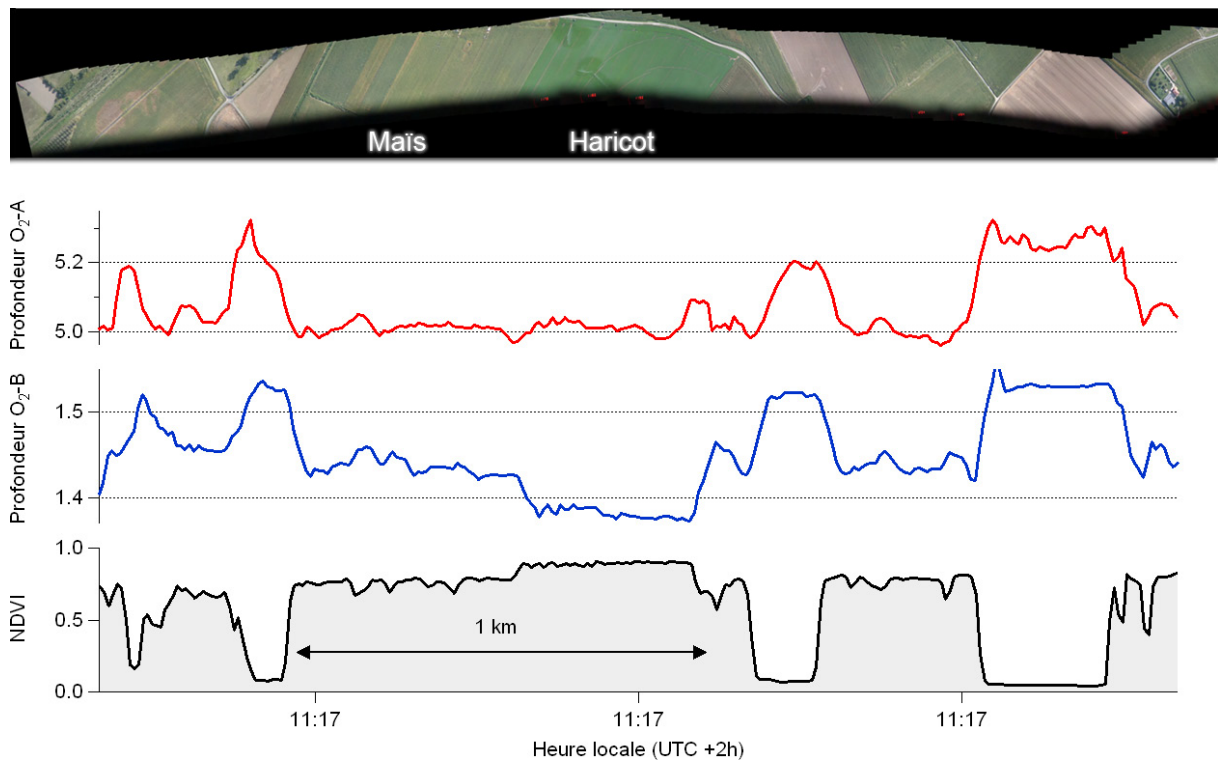 Maïs
Haricot
Profondeur O₂-A
5.2
5.0
Profondeur O₂-B
1.5
1.4
NDVI
1.0
0.5
0.0
1 km
11:17
11:17
11:17
Heure locale (UTC +2h)